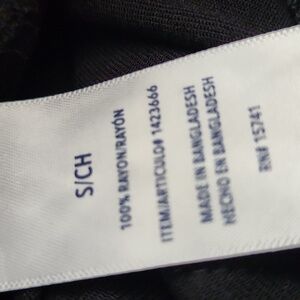 S/CH
100% RAYON/RAYÓN
ITEM/ARTICULO# 1423666
MADE IN BANGLADESH
HECHO EN BANGLADESH
RN# 15741